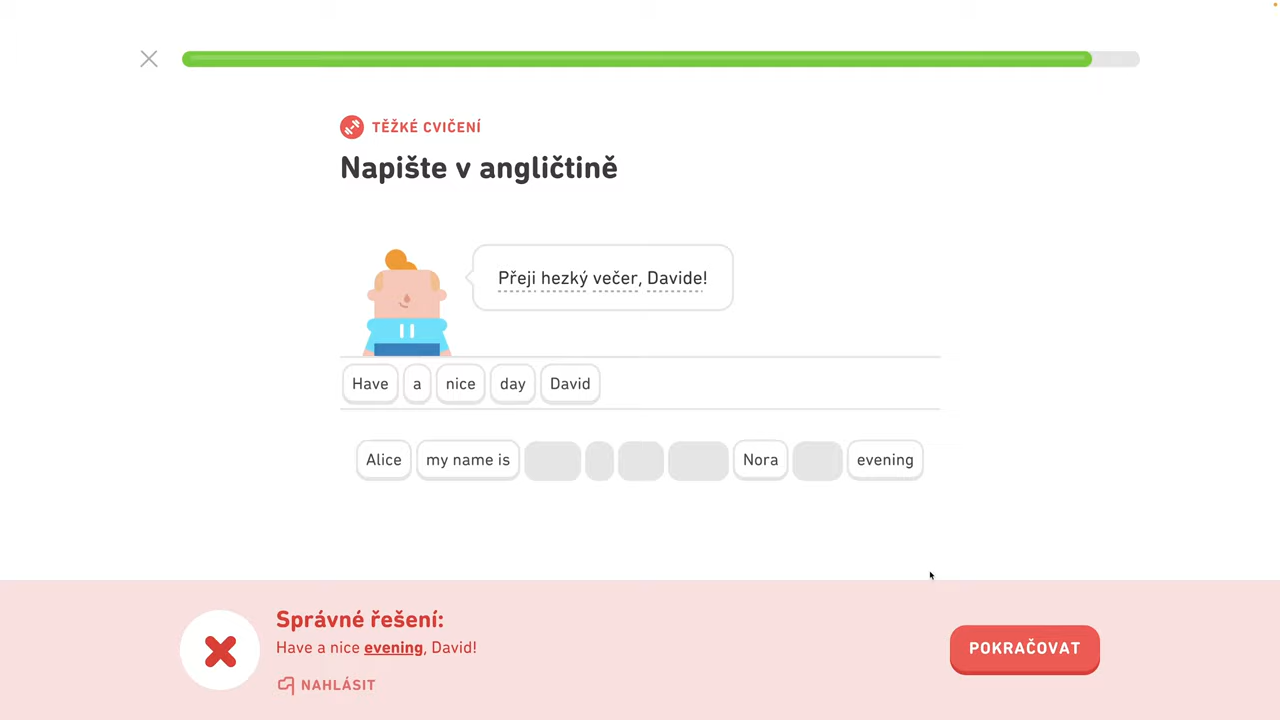 TĚŽKÉ CVIČENÍ
Napište v angličtině
Přeji hezký večer, Davide!
Have a nice day David
Alice my name is Nora evening
Správné řešení:
Have a nice evening, David!
NAHLÁSIT
POKRAČOVAT